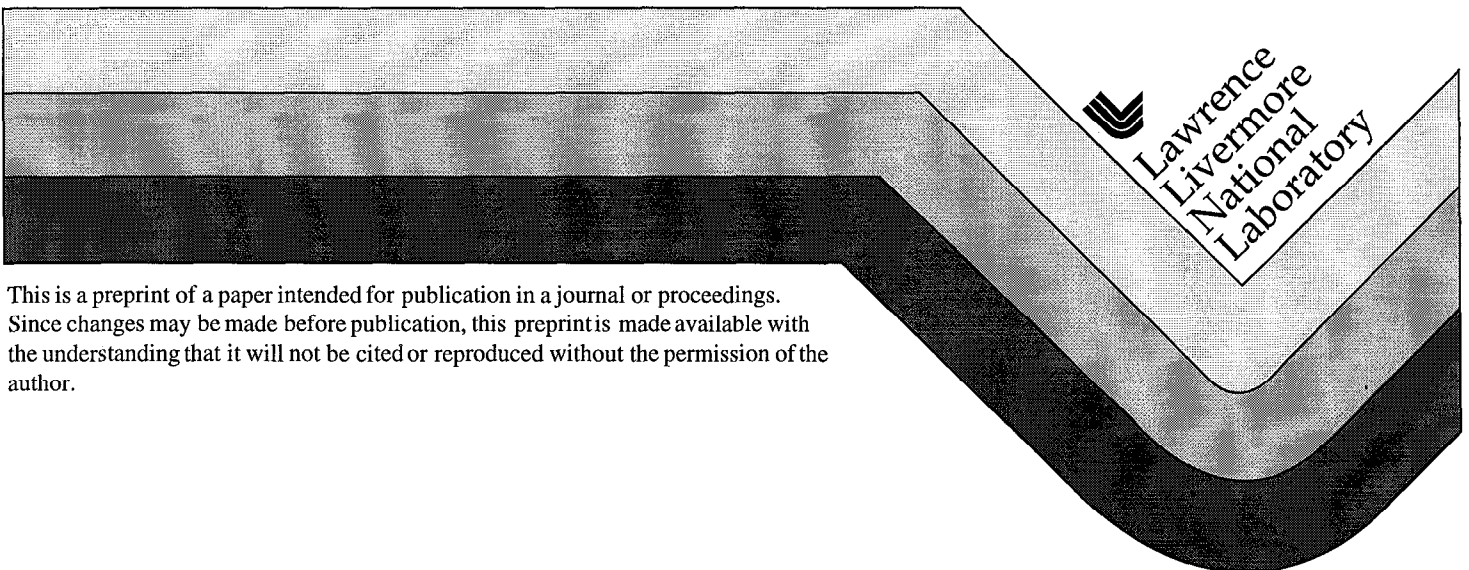 Lawrence
Livermore
National
Laboratory
This is a preprint of a paper intended for publication in a journal or proceedings.
Since changes may be made before publication, this preprint is made available with
the understanding that it will not be cited or reproduced without the permission of the
author.